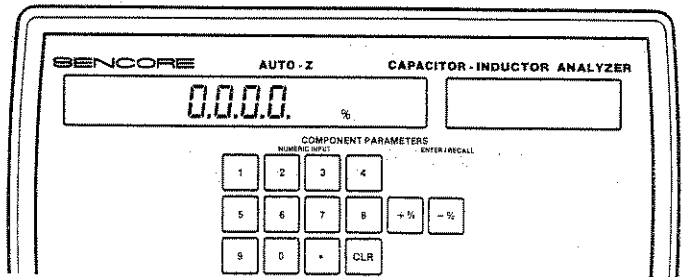 SENCORE AUTO - Z CAPACITOR - INDUCTOR ANALYZER
0.0.0.0. %
COMPONENT PARAMETERS
NUMERIC INPUT ENTER / RECALL
1 2 3 4
5 6 7 8 + % - %
9 0 • CLR